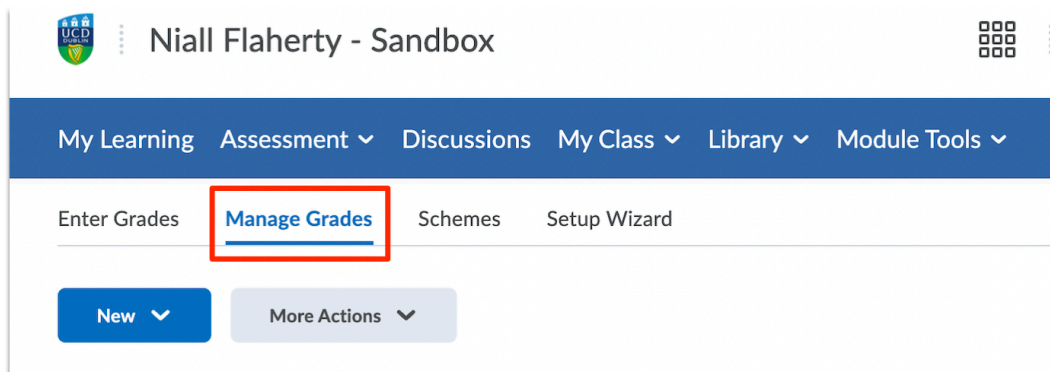 UCD
DUBLIN
Niall Flaherty - Sandbox
My Learning Assessment Discussions My Class Library Module Tools
Enter Grades Manage Grades Schemes Setup Wizard
New More Actions